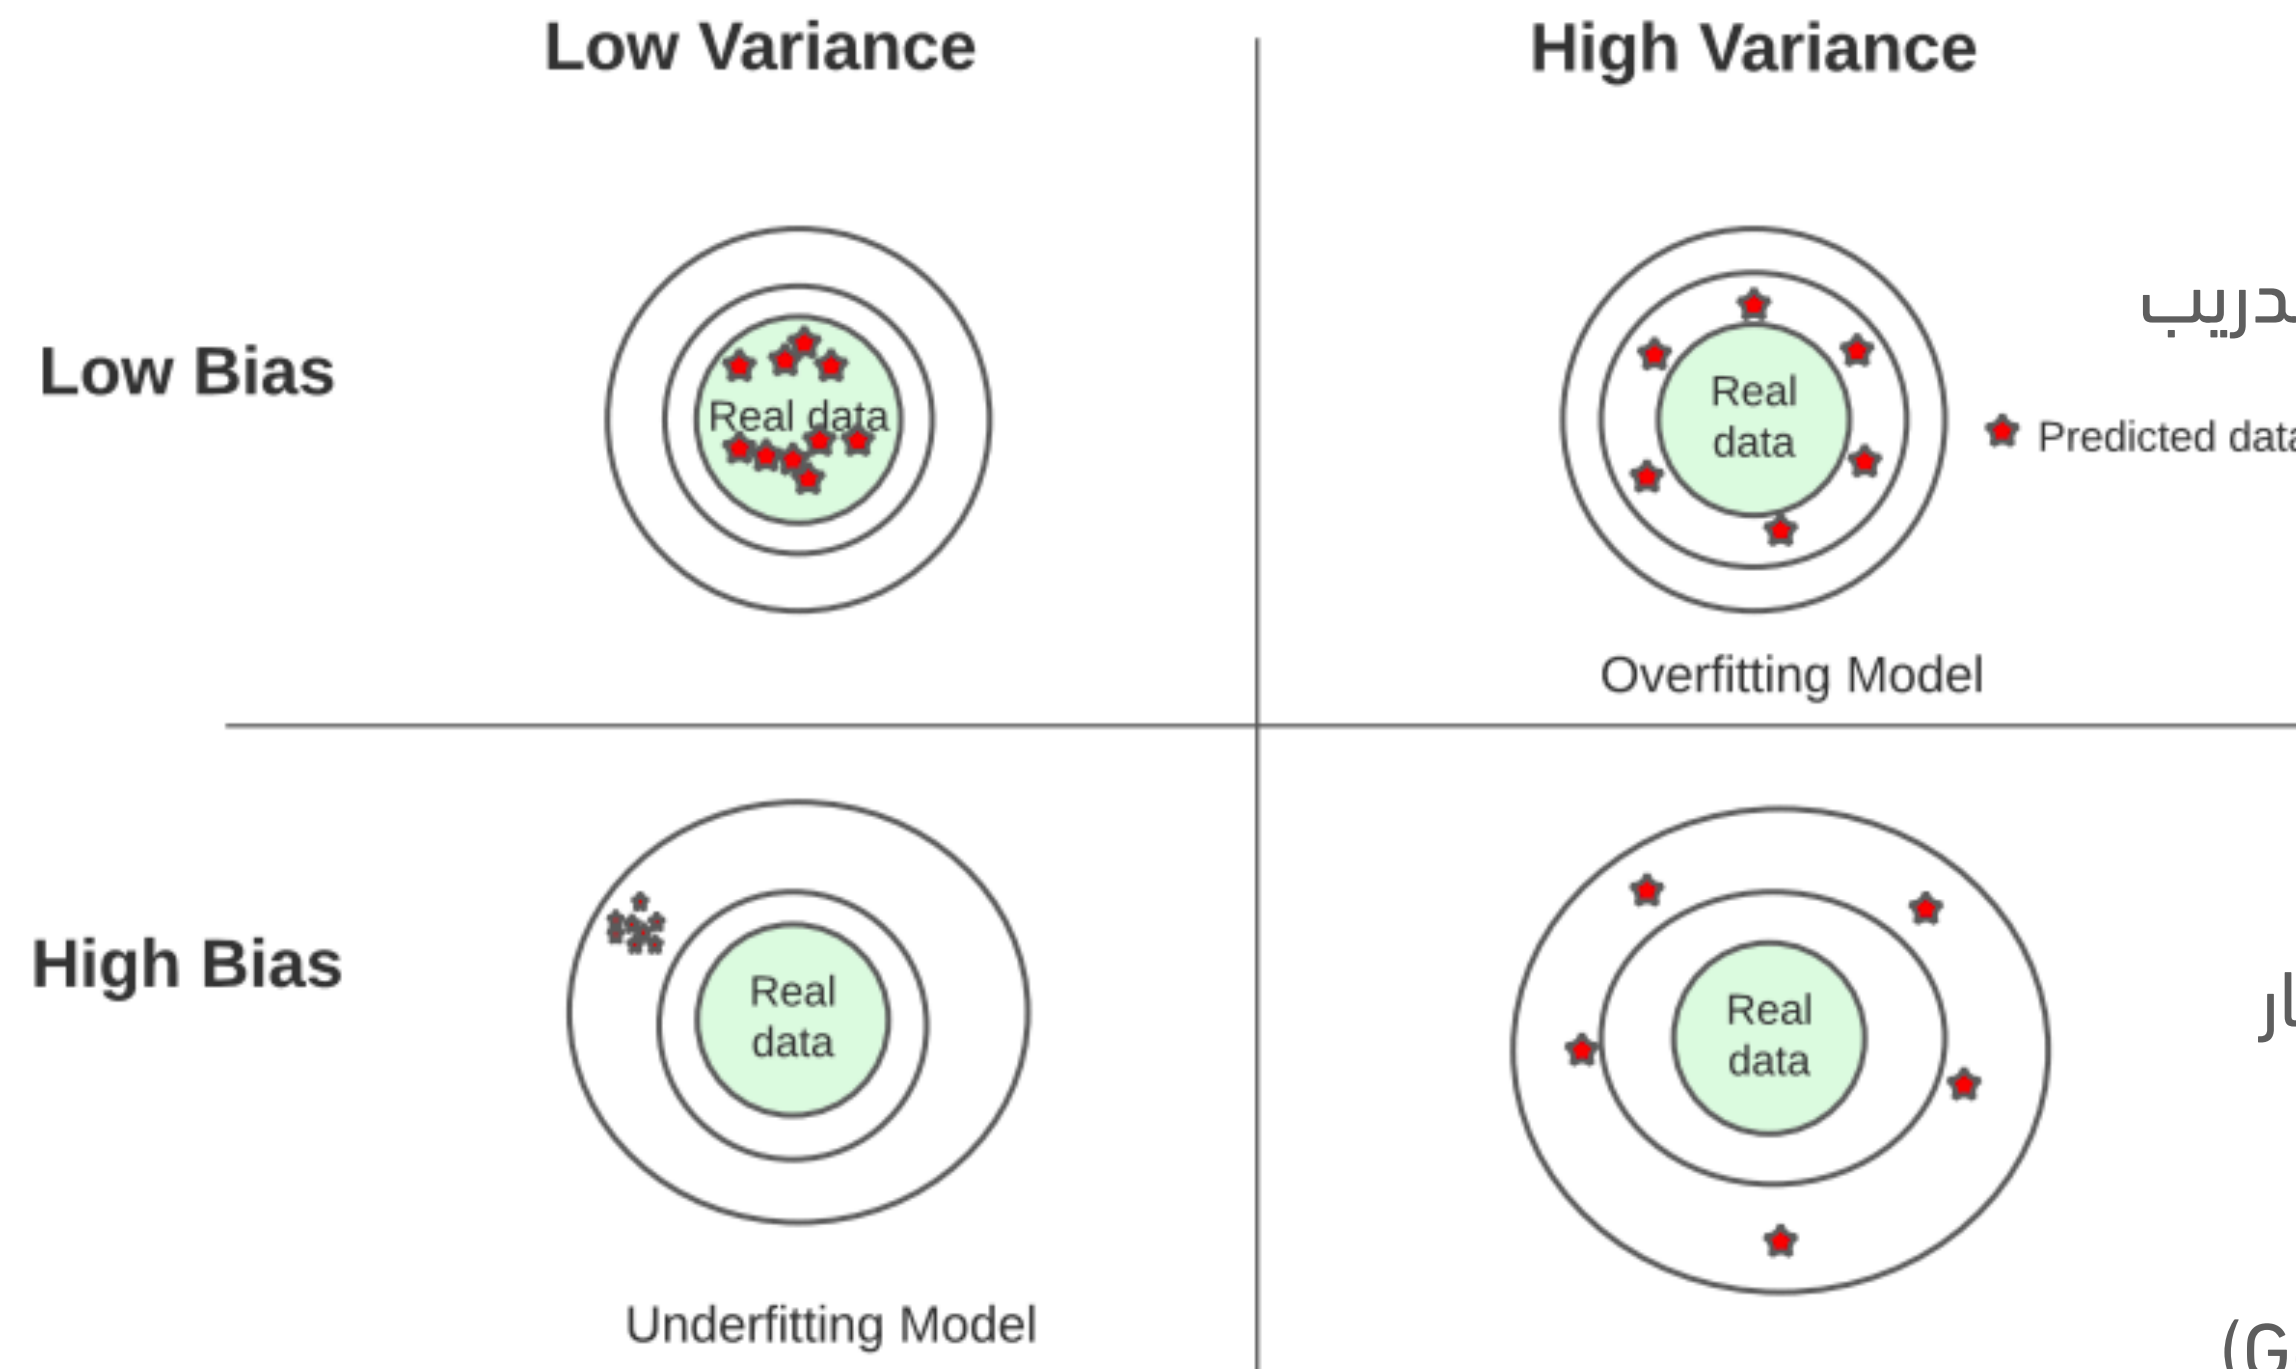 Low Variance
High Variance
Low Bias
Real data
Real
data
Predicted data
Overfitting Model
High Bias
Real
data
Real
data
Underfitting Model
(G